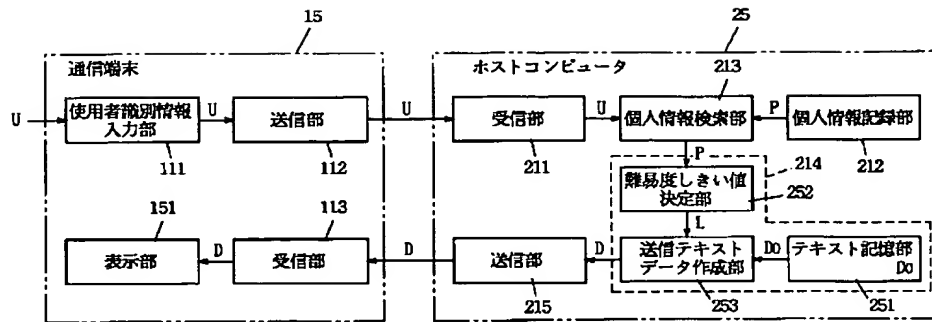 15
25
通信端末
ホストコンピュータ
213
U
使用者識別情報
入力部
U
送信部
U
受信部
U
個人情報検索部
P
個人情報記録部
111
112
211
212
P
214
難易度しきい値
決定部
252
151
113
L
表示部
D
受信部
D
送信部
D
送信テキスト
データ作成部
Do
テキスト記憶部
Do
215
253
251